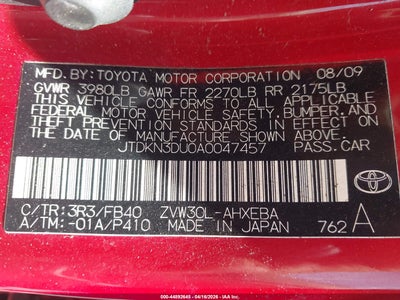 MFD.BY:TOYOTA MOTOR CORPORATION 08/09
GVWR 3980LB GAWR FR 2270LB RR 2175LB
THIS VEHICLE CONFORMS TO ALL APPLICABLE
FEDERAL MOTOR VEHICLE SAFETY, BUMPER, AND
THEFT PREVENTION STANDARDS IN EFFECT ON
THE DATE OF MANUFACTURE SHOWN ABOVE.
JTDKN3DU0A0047457 PASS.CAR
C/TR:3R3/FB40 ZVW30L-AHXEBA
A/TM:-01A/P410 MADE IN JAPAN 762 A
TOYOTA
000-44892645 - 04/18/2026 - IAA, Inc.